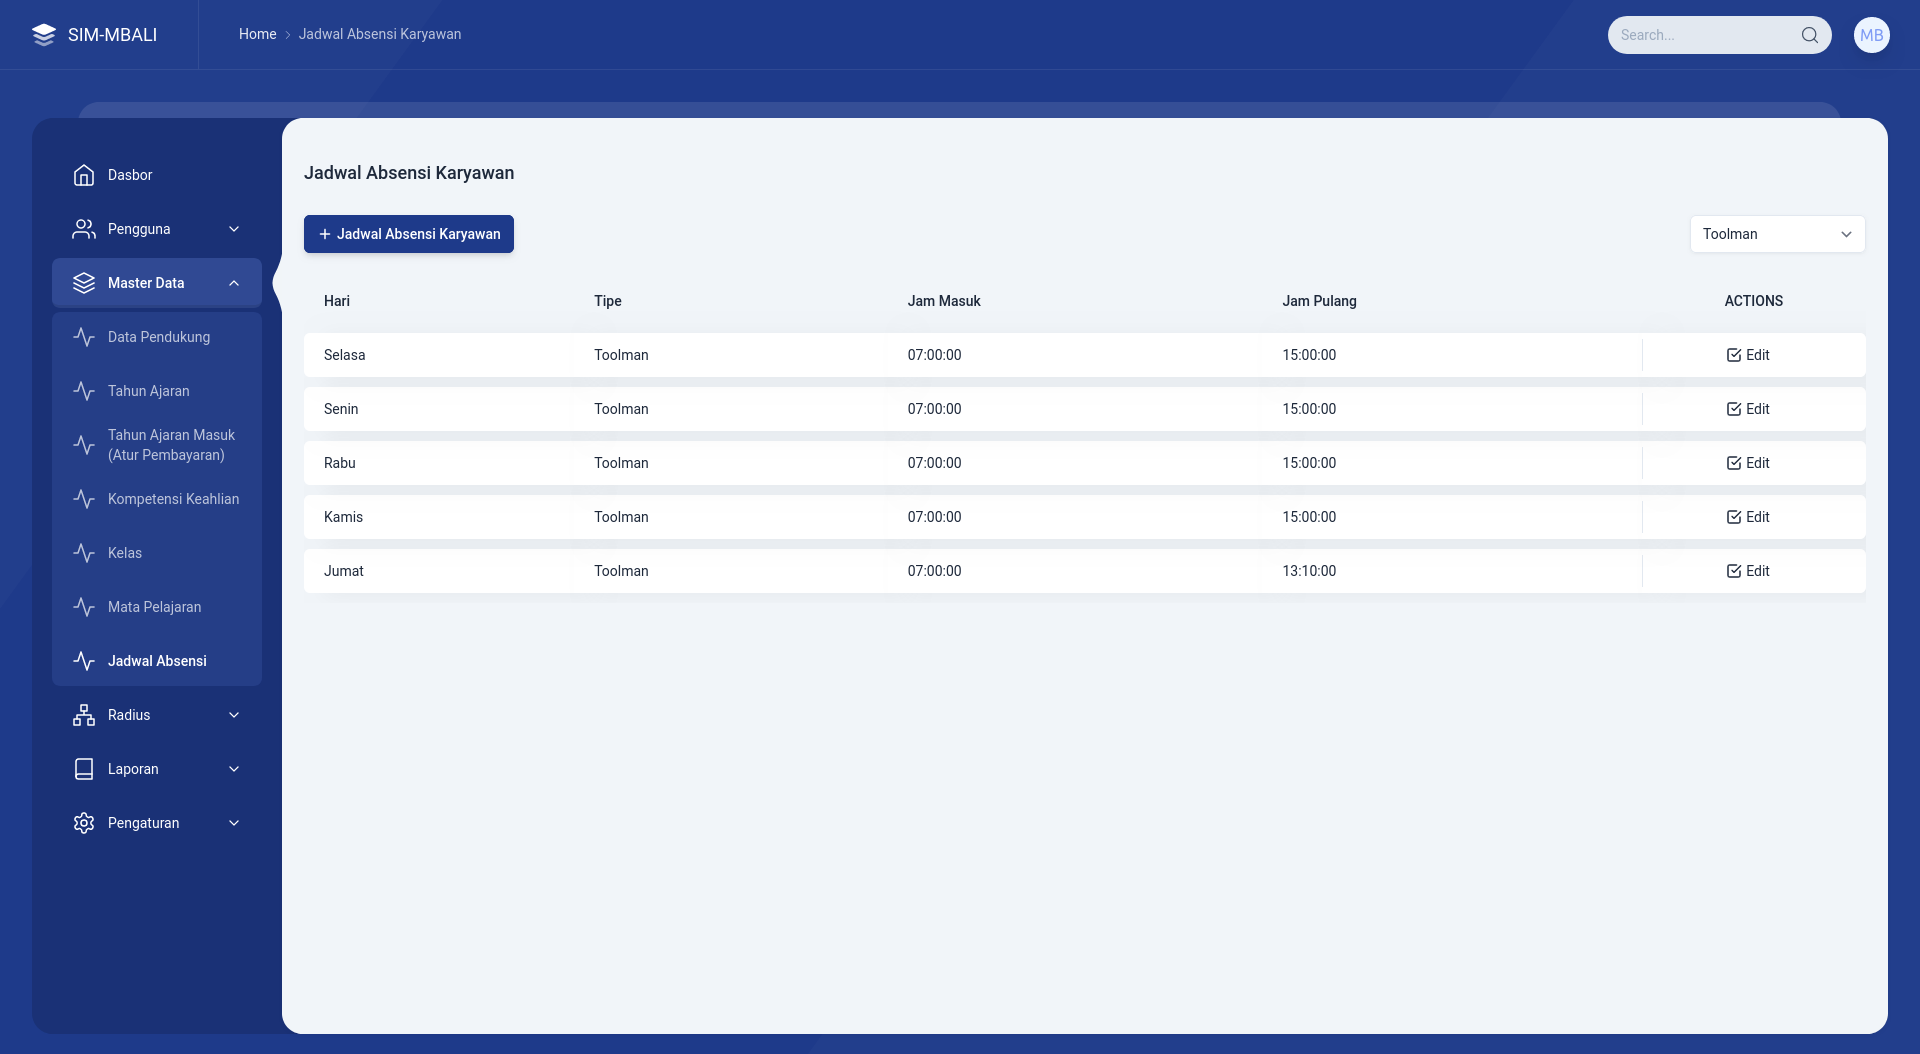 SIM-MBALI
Home > Jadwal Absensi Karyawan
Search...
MB
Dasbor
Pengguna
Master Data
Data Pendukung
Tahun Ajaran
Tahun Ajaran Masuk
(Atur Pembayaran)
Kompetensi Keahlian
Kelas
Mata Pelajaran
Jadwal Absensi
Radius
Laporan
Pengaturan
Jadwal Absensi Karyawan
+ Jadwal Absensi Karyawan
Toolman
Hari Tipe Jam Masuk Jam Pulang ACTIONS
Selasa Toolman 07:00:00 15:00:00 Edit
Senin Toolman 07:00:00 15:00:00 Edit
Rabu Toolman 07:00:00 15:00:00 Edit
Kamis Toolman 07:00:00 15:00:00 Edit
Jumat Toolman 07:00:00 13:10:00 Edit